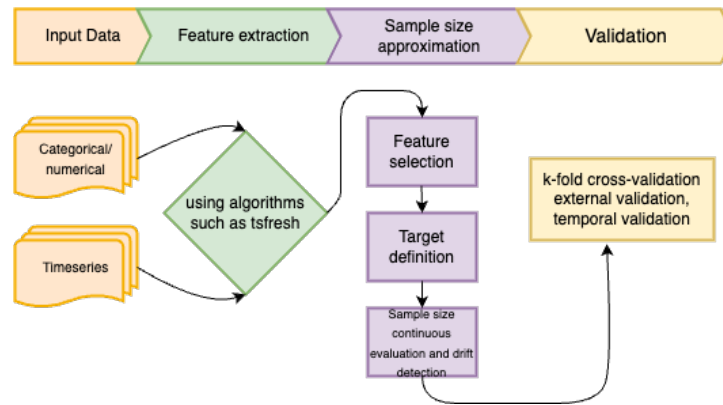 Input Data
Feature extraction
Sample size
approximation
Validation
Categorical/
numerical
Timeseries
using algorithms
such as tsfresh
Feature
selection
Target
definition
Sample size
continuous
evaluation and drift
detection
k-fold cross-validation
external validation,
temporal validation